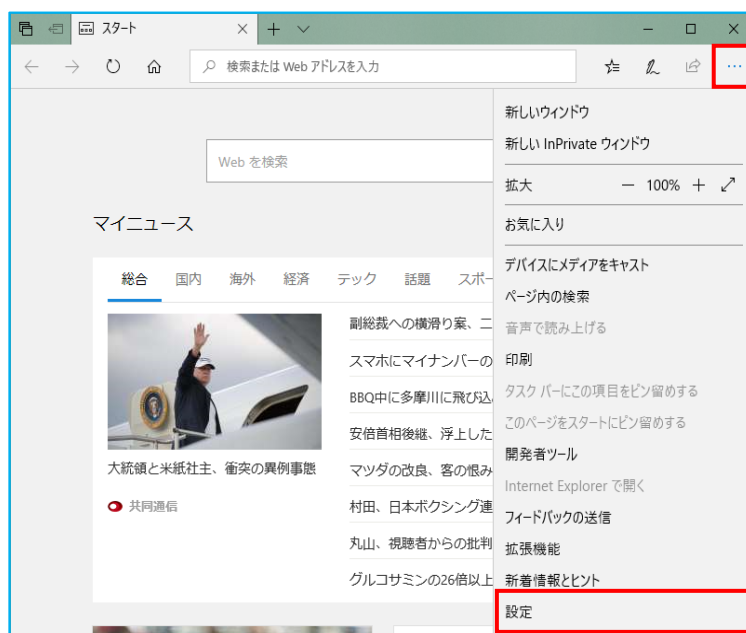 スタート
検索または Web アドレスを入力
新しいウィンドウ
新しい InPrivate ウィンドウ
拡大 100%
お気に入り
デバイスにメディアをキャスト
ページ内の検索
音声で読み上げる
印刷
タスク バーにこの項目をピン留めする
このページをスタートにピン留めする
開発者ツール
Internet Explorer で開く
フィードバックの送信
拡張機能
新着情報とヒント
設定
Web を検索
マイニュース
総合 国内 海外 経済 テック 話題 スポー
大統領と米紙社主、衝突の異例事態
共同通信
副総裁への横滑り案、二
スマホにマイナンバーの
BBQ中に多摩川に飛び込
安倍首相後継、浮上した
マツダの改良、客の恨み
村田、日本ボクシング連
丸山、視聴者からの批判
グルコサミンの26倍以上